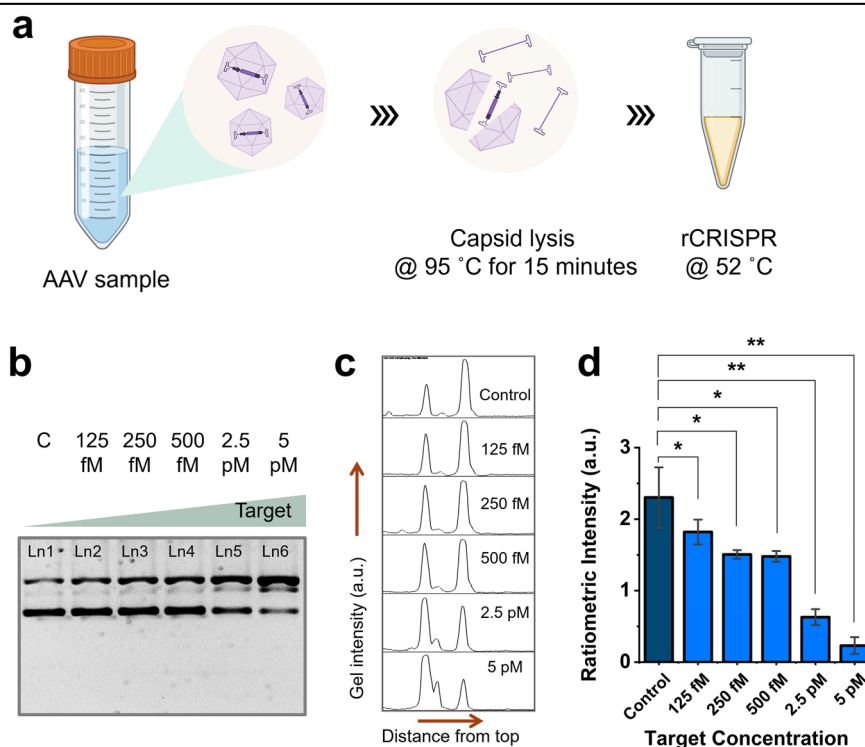 a
AAV sample
Capsid lysis
@ 95 ˚C for 15 minutes
rCRISPR
@ 52 ˚C
b
C 125 250 500 2.5 5
fM fM fM pM pM
Target
Ln1 Ln2 Ln3 Ln4 Ln5 Ln6
c
Control
125 fM
250 fM
500 fM
2.5 pM
5 pM
Gel intensity (a.u.)
Distance from top
d
**
**
*
*
*
3
2
1
0
Ratiometric Intensity (a.u.)
Control 125 fM 250 fM 500 fM 2.5 pM 5 pM
Target Concentration